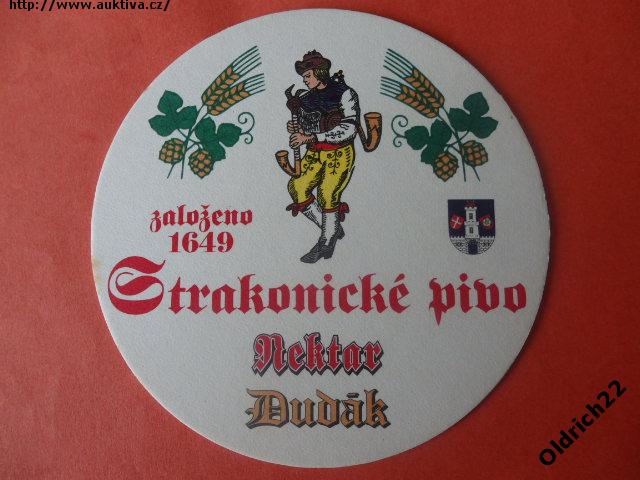 http://www.auktiva.cz/
založeno
1649
Strakonické pivo
Nektar
Dudák
Oldrich22